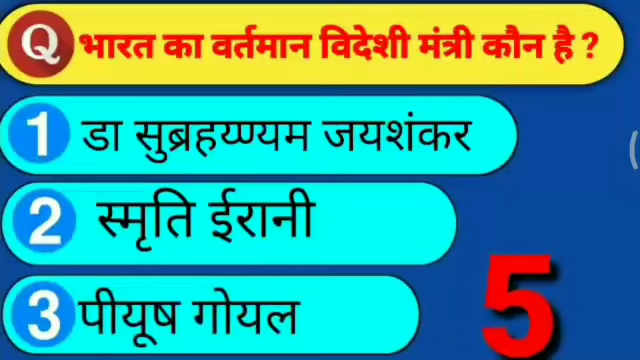 Q भारत का वर्तमान विदेशी मंत्री कौन है ?
1 डा सुब्रहय्ण्यम जयशंकर
2 स्मृति ईरानी
3 पीयूष गोयल
5